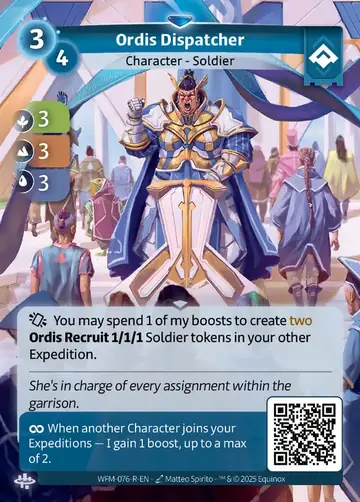 3
4
Ordis Dispatcher
Character - Soldier
3
3
3
You may spend 1 of my boosts to create two
Ordis Recruit 1/1/1 Soldier tokens in your other
Expedition.
She's in charge of every assignment within the
garrison.
∞ When another Character joins your
Expeditions — I gain 1 boost, up to a max
of 2.
WFM-076-R-EN - Matteo Spirito - ™ & © 2025 Equinox